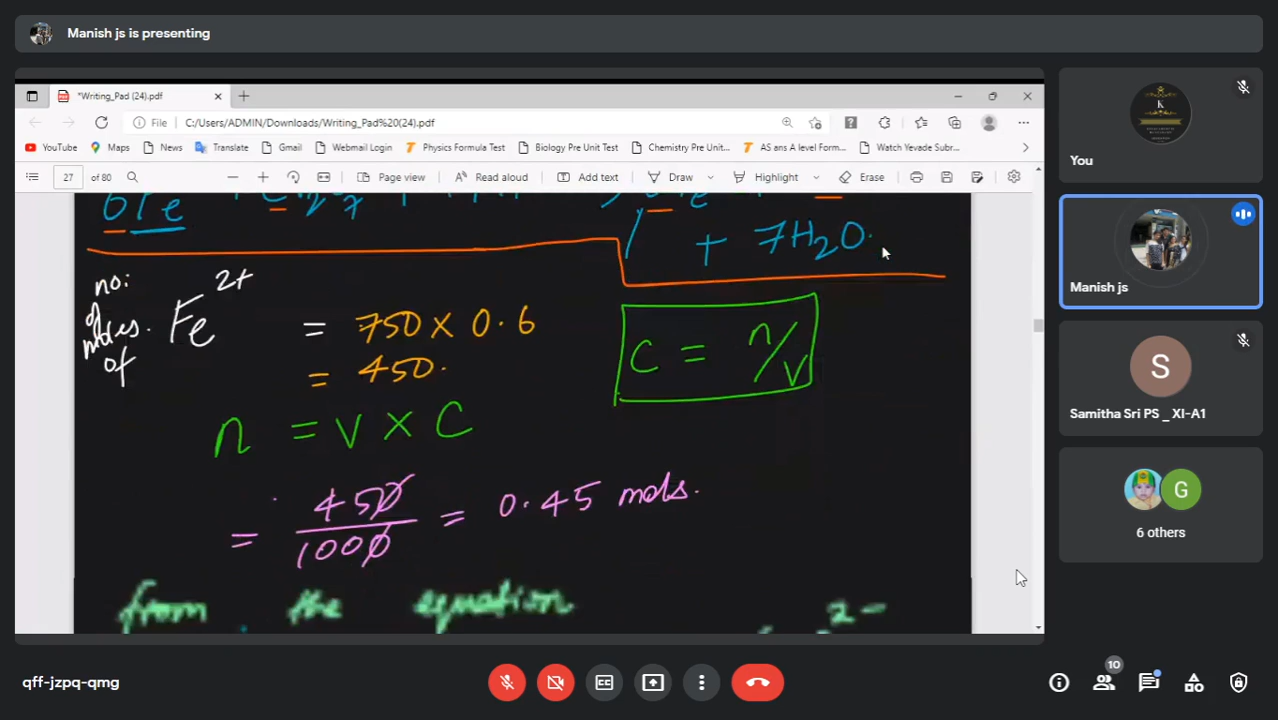 Manish js is presenting
*Writing_Pad (24).pdf
File C:/Users/ADMIN/Downloads/Writing_Pad%20(24).pdf
YouTube Maps News Translate Gmail Webmail Login Physics Formula Test Biology Pre Unit Test Chemistry Pre Unit... AS ans A level Form... Watch Yevade Subr...
27 of 80 Page view Read aloud Add text Draw Highlight Erase
6Fe
+ 7H2O.
no: of moles of Fe 2+ = 750 × 0.6
= 450.
C = n/V
n = V × C
= 450/1000 = 0.45 mols.
from the equation
2-
You
Manish js
S
Samitha Sri PS _ XI-A1
G
6 others
qff-jzpq-qmg
CC
10